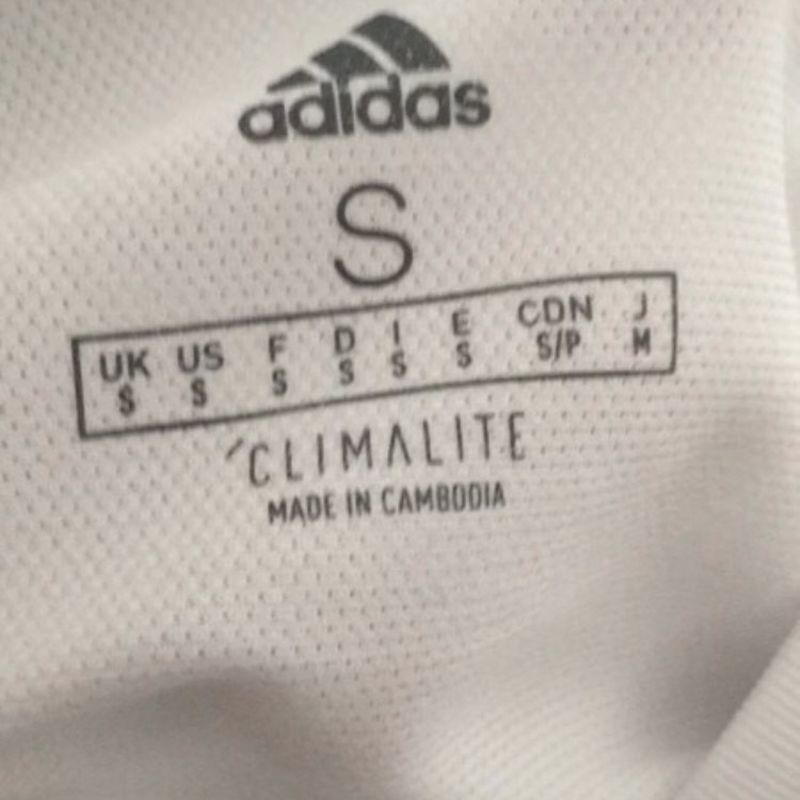 adidas
S
UK US F D I E CDN J
S S S S S S S/P M
CLIMALITE
MADE IN CAMBODIA